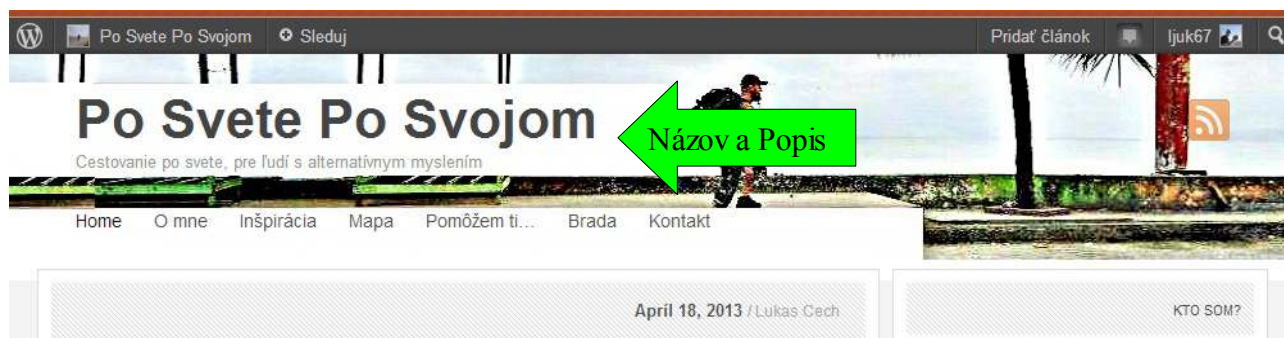 Po Svete Po Svojom Sleduj Pridať článok ljuk67
Po Svete Po Svojom
Názov a Popis
Cestovanie po svete, pre ľudí s alternatívnym myslením
Home O mne Inšpirácia Mapa Pomôžem ti... Brada Kontakt
Apríl 18, 2013 / Lukas Cech
KTO SOM?